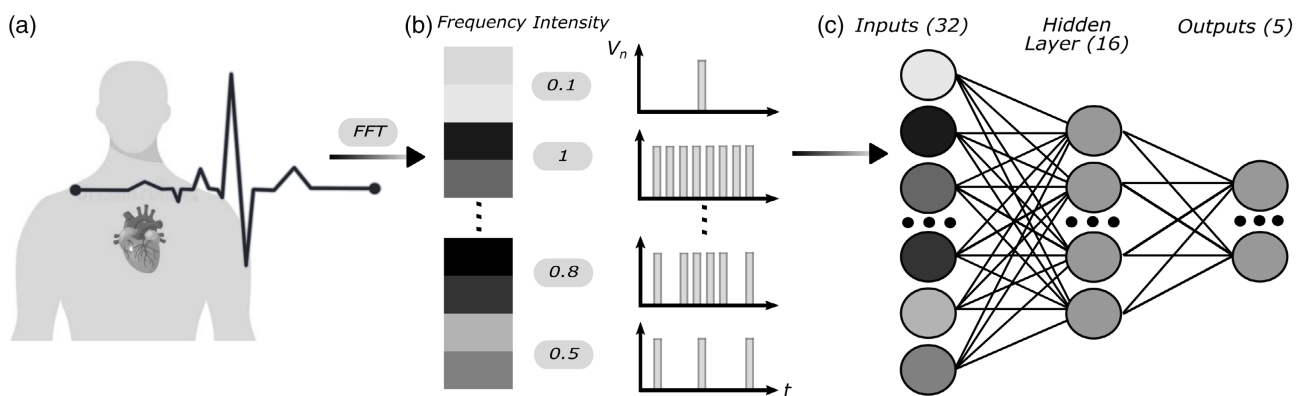 (a)
FFT
(b) Frequency Intensity
0.1
1
0.8
0.5
Vn
t
(c) Inputs (32)
Hidden
Layer (16)
Outputs (5)